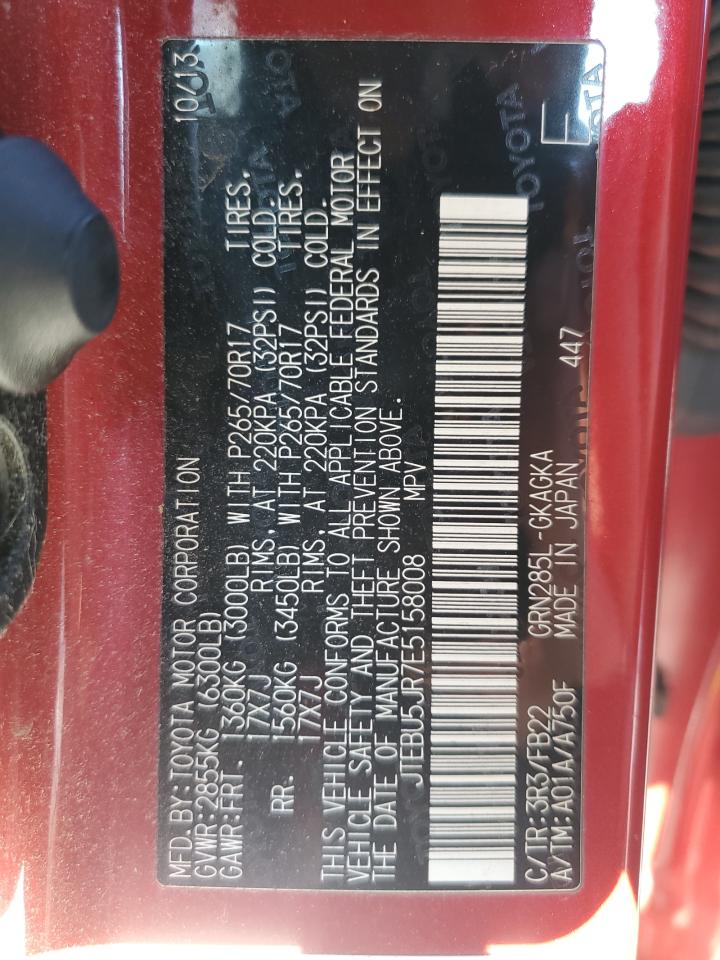 MFD. BY: TOYOTA MOTOR CORPORATION 10/13
GVWR: 2855KG (6300LB)
GAWR: FRT. 1360KG (3000LB) WITH P265/70R17 TIRES,
17X7J RIMS, AT 220KPA (32PSI) COLD.
RR. 1560KG (3450LB) WITH P265/70R17 TIRES,
17X7J RIMS, AT 220KPA (32PSI) COLD.
THIS VEHICLE CONFORMS TO ALL APPLICABLE FEDERAL MOTOR
VEHICLE SAFETY AND THEFT PREVENTION STANDARDS IN EFFECT ON
THE DATE OF MANUFACTURE SHOWN ABOVE.
JTEBU5JR7E5158008 MPV
C/TR: 3R3/FB22 GRN285L-GKAGKA
A/TM: A01A/A750F MADE IN JAPAN 447
TOYOTA